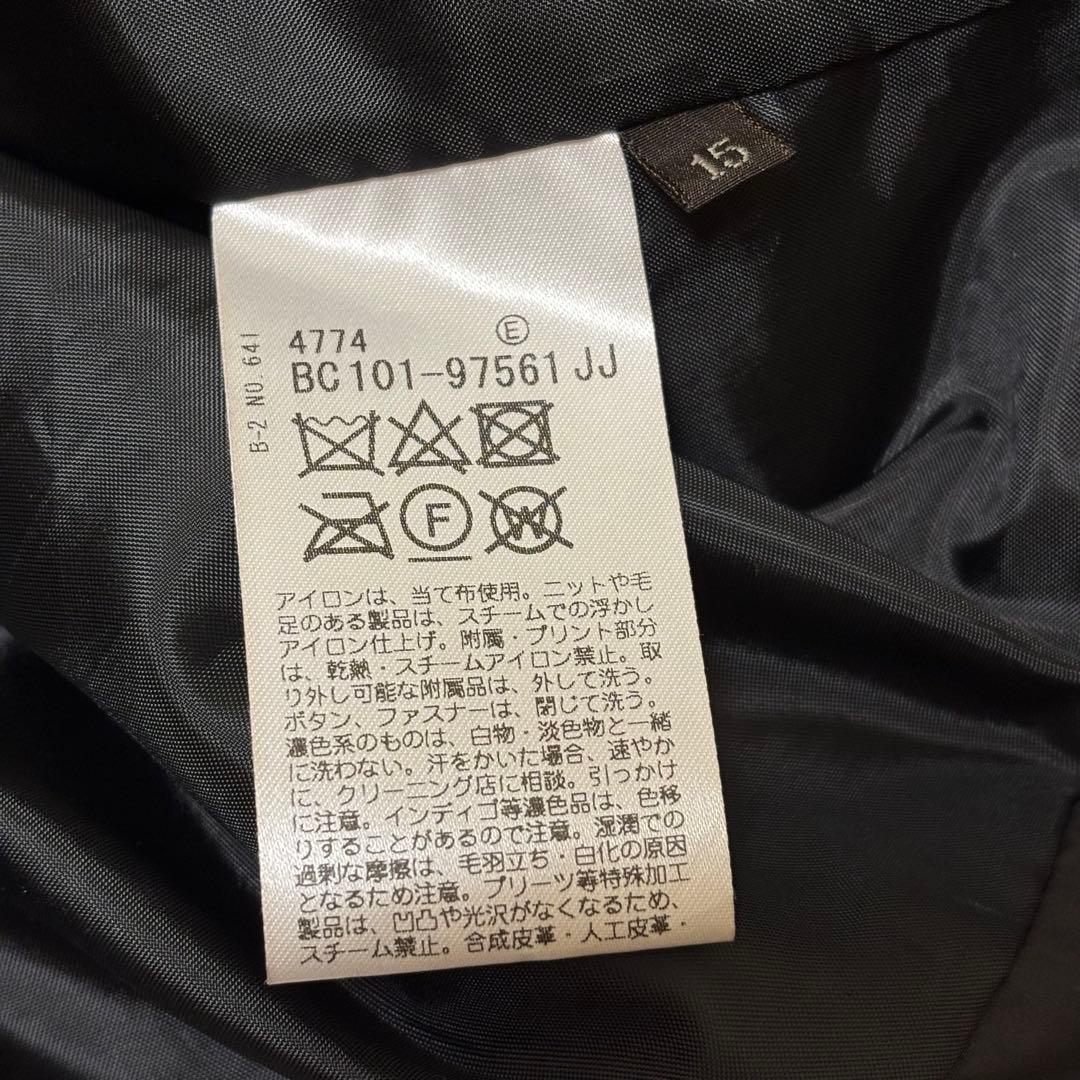 15
B-2 NO.641
4774 Ⓔ
BC101-97561 JJ
F
W
アイロンは、当て布使用。ニットや毛
足のある製品は、スチームでの浮かし
アイロン仕上げ。附属・プリント部分
は、乾熱・スチームアイロン禁止。取
り外し可能な附属品は、外して洗う。
ボタン、ファスナーは、閉じて洗う。
濃色系のものは、白物・淡色物と一緒
に洗わない。汗をかいた場合、速やか
に、クリーニング店に相談。引っかけ
に注意。インディゴ等濃色品は、色移
りすることがあるので注意。湿潤での
過剰な摩擦は、毛羽立ち・白化の原因
となるため注意。プリーツ等特殊加工
製品は、凹凸や光沢がなくなるため、
スチーム禁止。合成皮革・人工皮革・